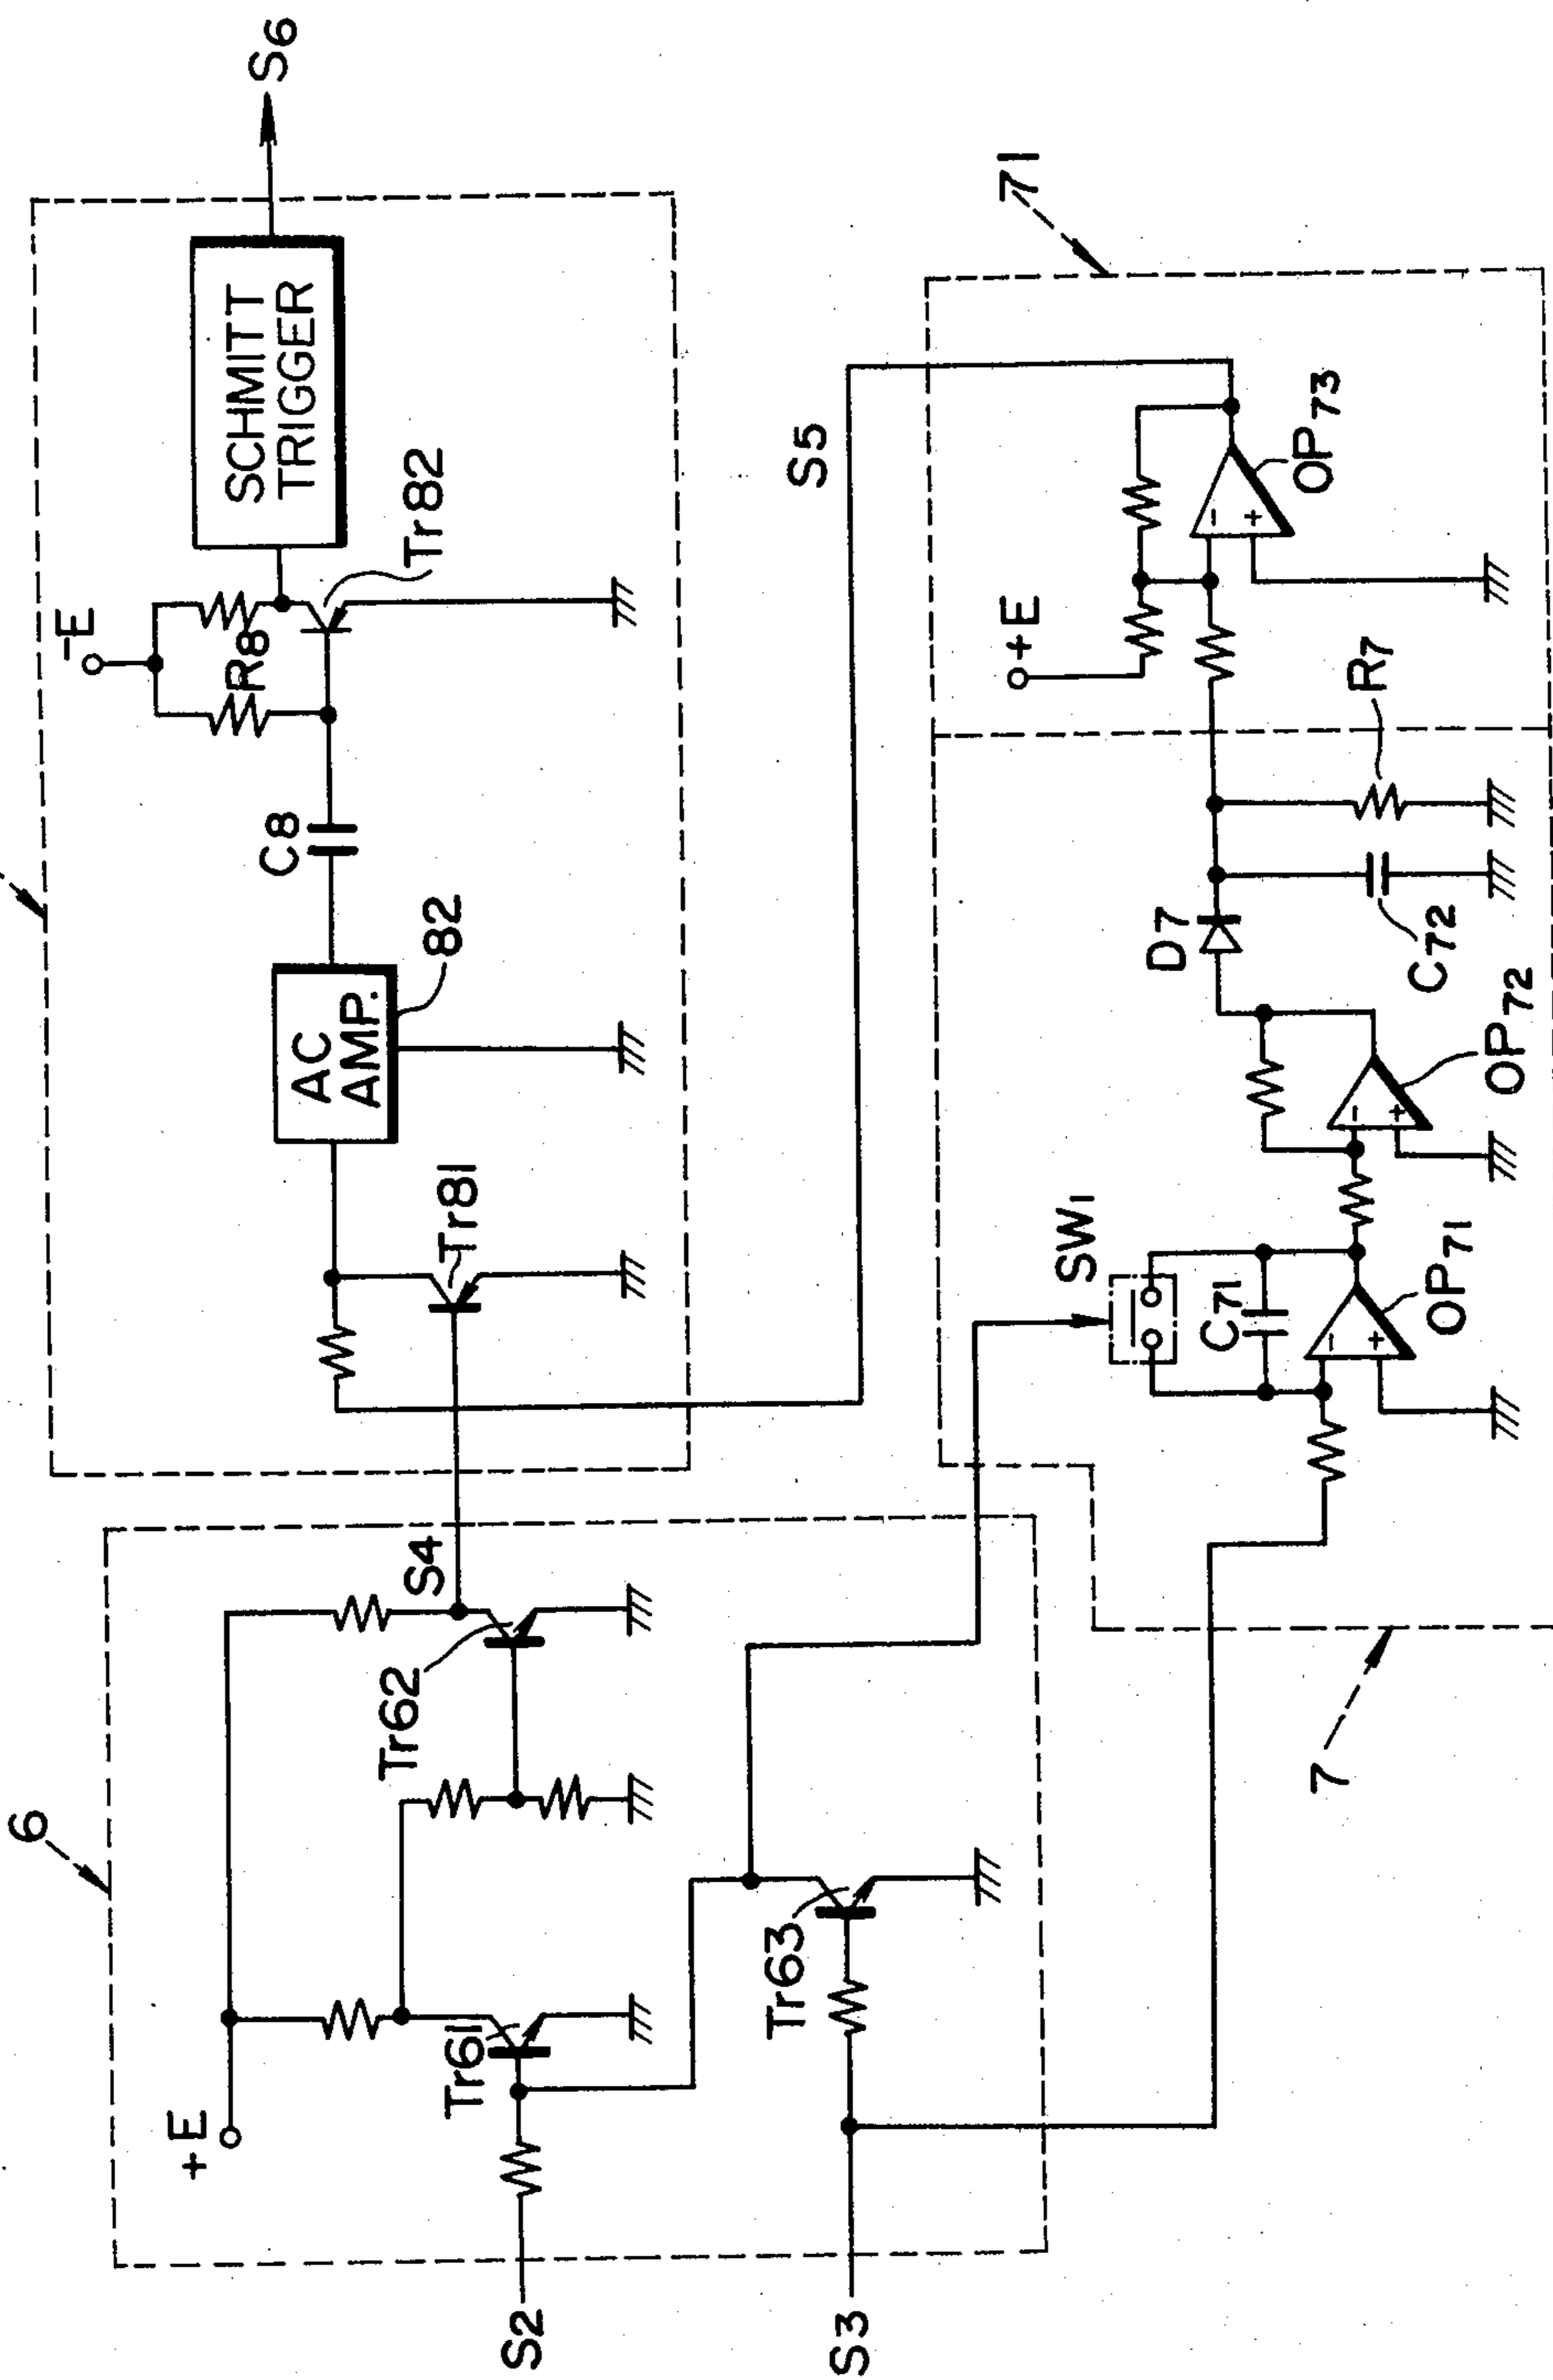 6
+E
Tr61
Tr62
S4
S2
S3
Tr63
Tr81
AC
AMP.
82
C8
-E
R8
Tr82
SCHMITT
TRIGGER
S6
S5
7
SW1
C71
OP71
OP72
D7
C72
R7
+E
OP73
71
-
+
-
+
-
+